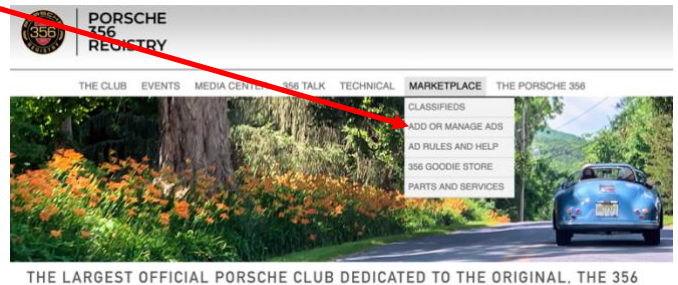 356
PORSCHE
356
REGISTRY
THE CLUB EVENTS MEDIA CENTER 356 TALK TECHNICAL MARKETPLACE THE PORSCHE 356
CLASSIFIEDS
ADD OR MANAGE ADS
AD RULES AND HELP
356 GOODIE STORE
PARTS AND SERVICES
THE LARGEST OFFICIAL PORSCHE CLUB DEDICATED TO THE ORIGINAL, THE 356